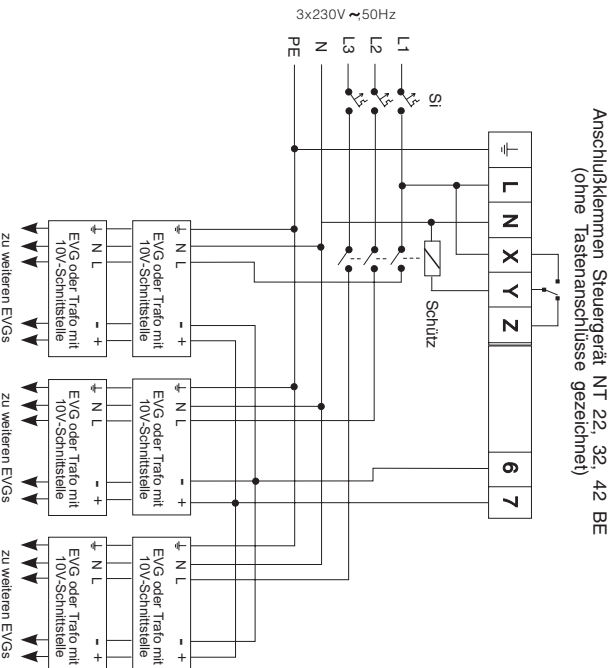 Anschlußklemmen Steuergerät NT 22, 32, 42 BE
(ohne Tastenanschlüsse gezeichnet)
L N X Y Z 6 7
3x230V ~,50Hz
Si
L1
L2
L3
N
PE
Schütz
N L - +
EVG oder Trafo mit
10V-Schnittstelle
EVG oder Trafo mit
10V-Schnittstelle
zu weiteren EVGs
N L - +
EVG oder Trafo mit
10V-Schnittstelle
EVG oder Trafo mit
10V-Schnittstelle
zu weiteren EVGs
N L - +
EVG oder Trafo mit
10V-Schnittstelle
EVG oder Trafo mit
10V-Schnittstelle
zu weiteren EVGs